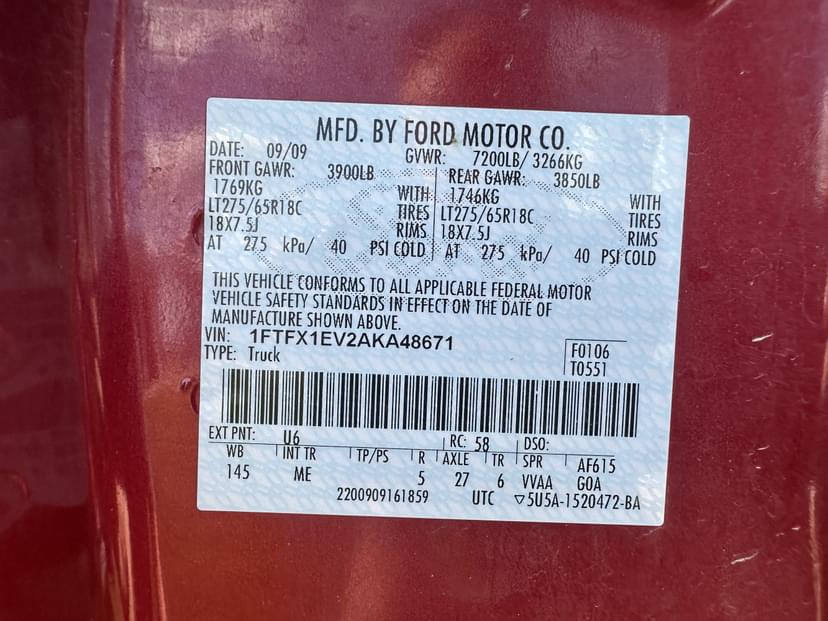 MFD. BY FORD MOTOR CO.
DATE: 09/09 GVWR: 7200LB/ 3266KG
FRONT GAWR: 3900LB REAR GAWR: 3850LB
1769KG WITH 1746KG WITH
LT275/65R18C TIRES LT275/65R18C TIRES
18X7.5J RIMS 18X7.5J RIMS
AT 275 kPa/ 40 PSI COLD AT 275 kPa/ 40 PSI COLD
THIS VEHICLE CONFORMS TO ALL APPLICABLE FEDERAL MOTOR
VEHICLE SAFETY STANDARDS IN EFFECT ON THE DATE OF
MANUFACTURE SHOWN ABOVE.
VIN: 1FTFX1EV2AKA48671 F0106
TYPE: Truck T0551
EXT PNT: U6 RC: 58 DSO:
WB INT TR TP/PS R AXLE TR SPR AF615
145 ME 5 27 6 VVAA GOA
2200909161859 UTC ▽5U5A-1520472-BA